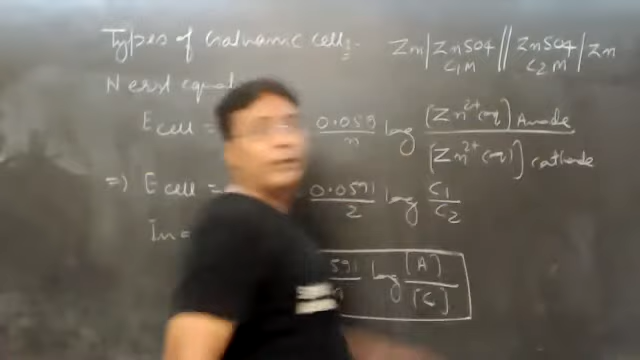 Types of Galvanic cell:-
Zn | ZnSO4 || ZnSO4 | Zn
C1M C2M
Nerst equat
Ecell = 0.059/n log [Zn2+(aq)] Anode / [Zn2+(aq)] cathode
=> Ecell = 0.0591/2 log C1/C2
In
591 log [A]/[C]